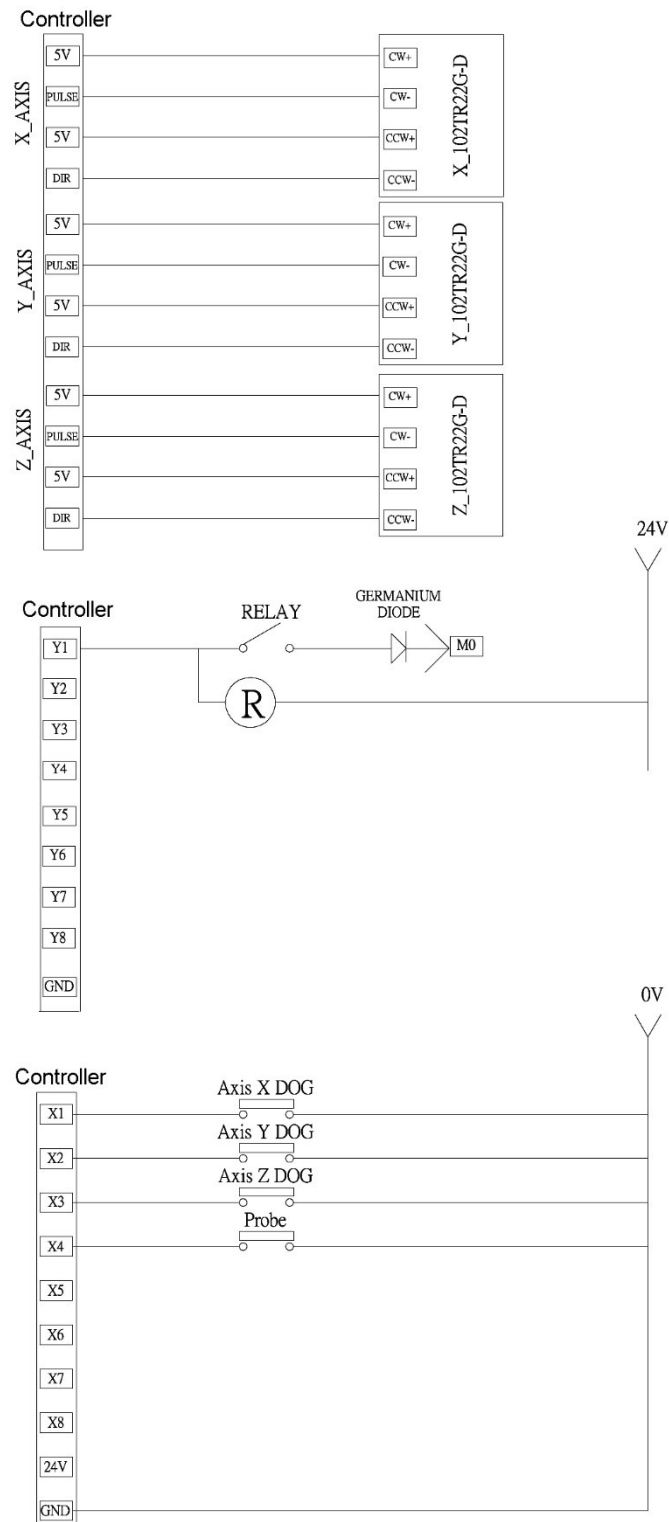 Controller
X_AXIS
5V
PULSE
5V
DIR
CW+
CW-
CCW+
CCW-
X_102TR22G-D
Y_AXIS
5V
PULSE
5V
DIR
CW+
CW-
CCW+
CCW-
Y_102TR22G-D
Z_AXIS
5V
PULSE
5V
DIR
CW+
CW-
CCW+
CCW-
Z_102TR22G-D
24V
Controller
RELAY
GERMANIUM
DIODE
Y1
M0
Y2
R
Y3
Y4
Y5
Y6
Y7
Y8
GND
0V
Controller
Axis X DOG
X1
Axis Y DOG
X2
Axis Z DOG
X3
Probe
X4
X5
X6
X7
X8
24V
GND